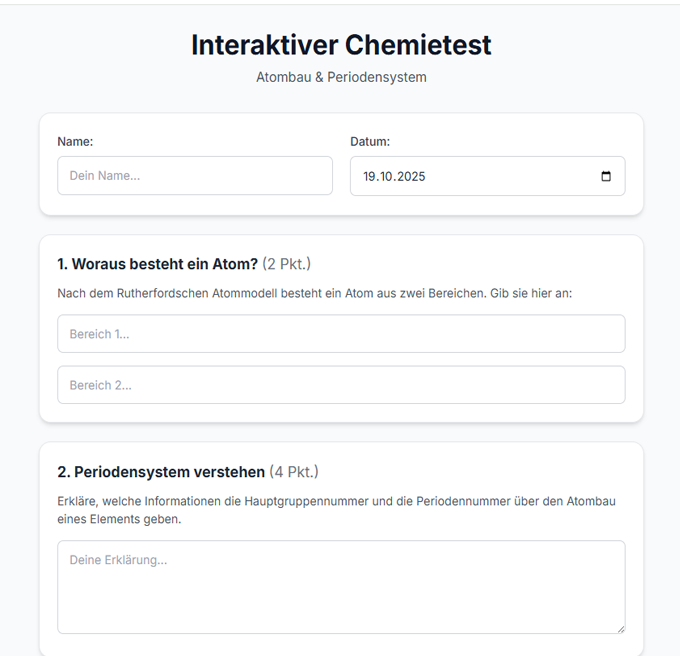 Interaktiver Chemietest
Atombau & Periodensystem
Name:
Datum:
Dein Name...
19.10.2025
1. Woraus besteht ein Atom? (2 Pkt.)
Nach dem Rutherfordschen Atommodell besteht ein Atom aus zwei Bereichen. Gib sie hier an:
Bereich 1...
Bereich 2...
2. Periodensystem verstehen (4 Pkt.)
Erkläre, welche Informationen die Hauptgruppennummer und die Periodennummer über den Atombau
eines Elements geben.
Deine Erklärung...